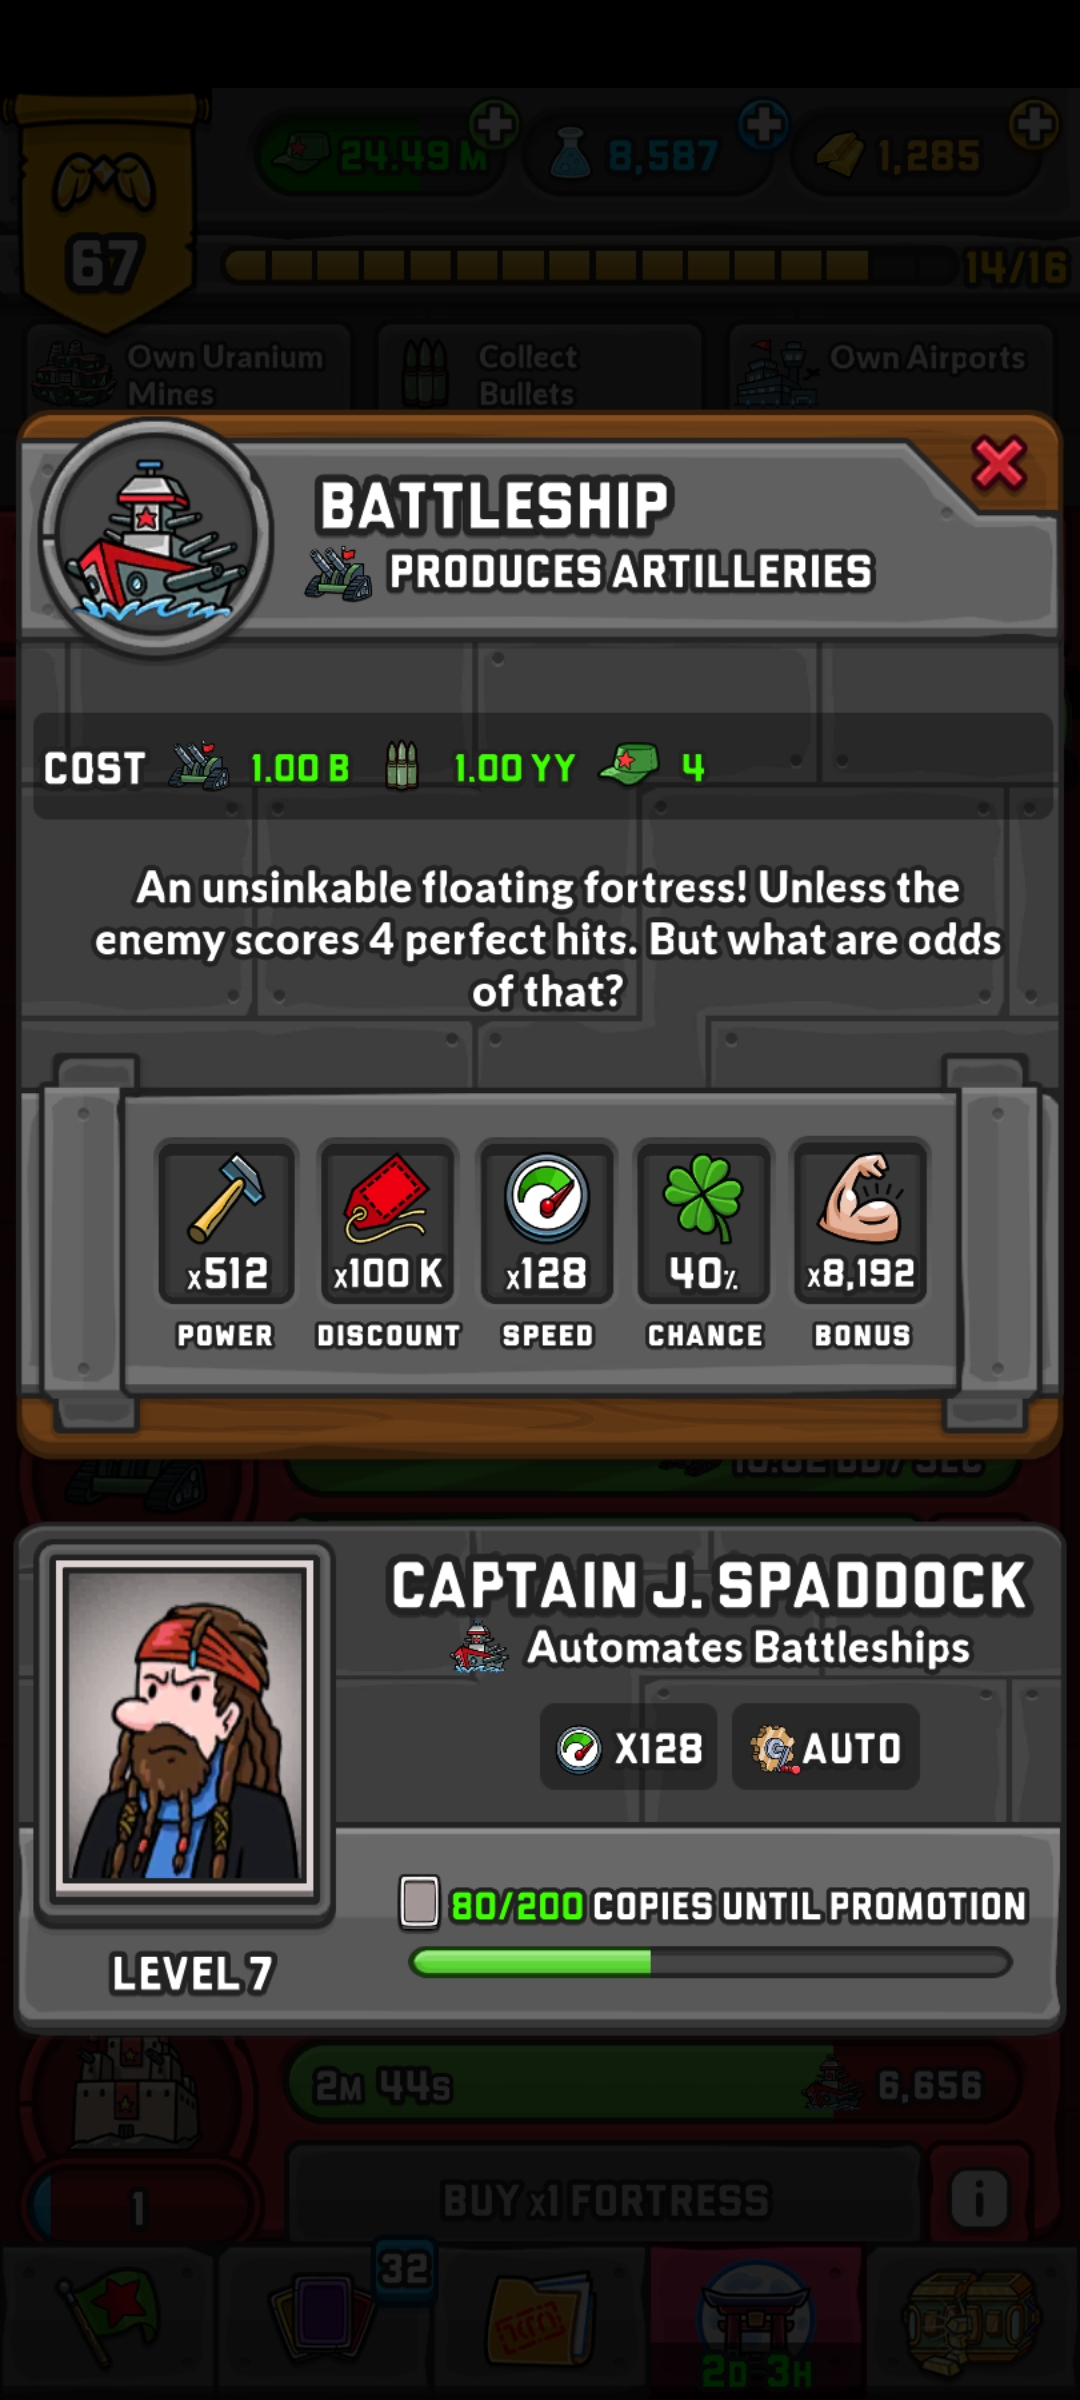 24.49 M
8,587
1,285
67
14/16
Own Uranium
Mines
Collect
Bullets
Own Airports
BATTLESHIP
PRODUCES ARTILLERIES
COST 1.00 B 1.00 YY 4
An unsinkable floating fortress! Unless the
enemy scores 4 perfect hits. But what are odds
of that?
x512
x100 K
x128
40%
x8,192
POWER
DISCOUNT
SPEED
CHANCE
BONUS
CAPTAIN J. SPADDOCK
Automates Battleships
X128
AUTO
80/200 COPIES UNTIL PROMOTION
LEVEL 7
2M 44S
6,656
1
BUY x1 FORTRESS
i
32
2D 3H